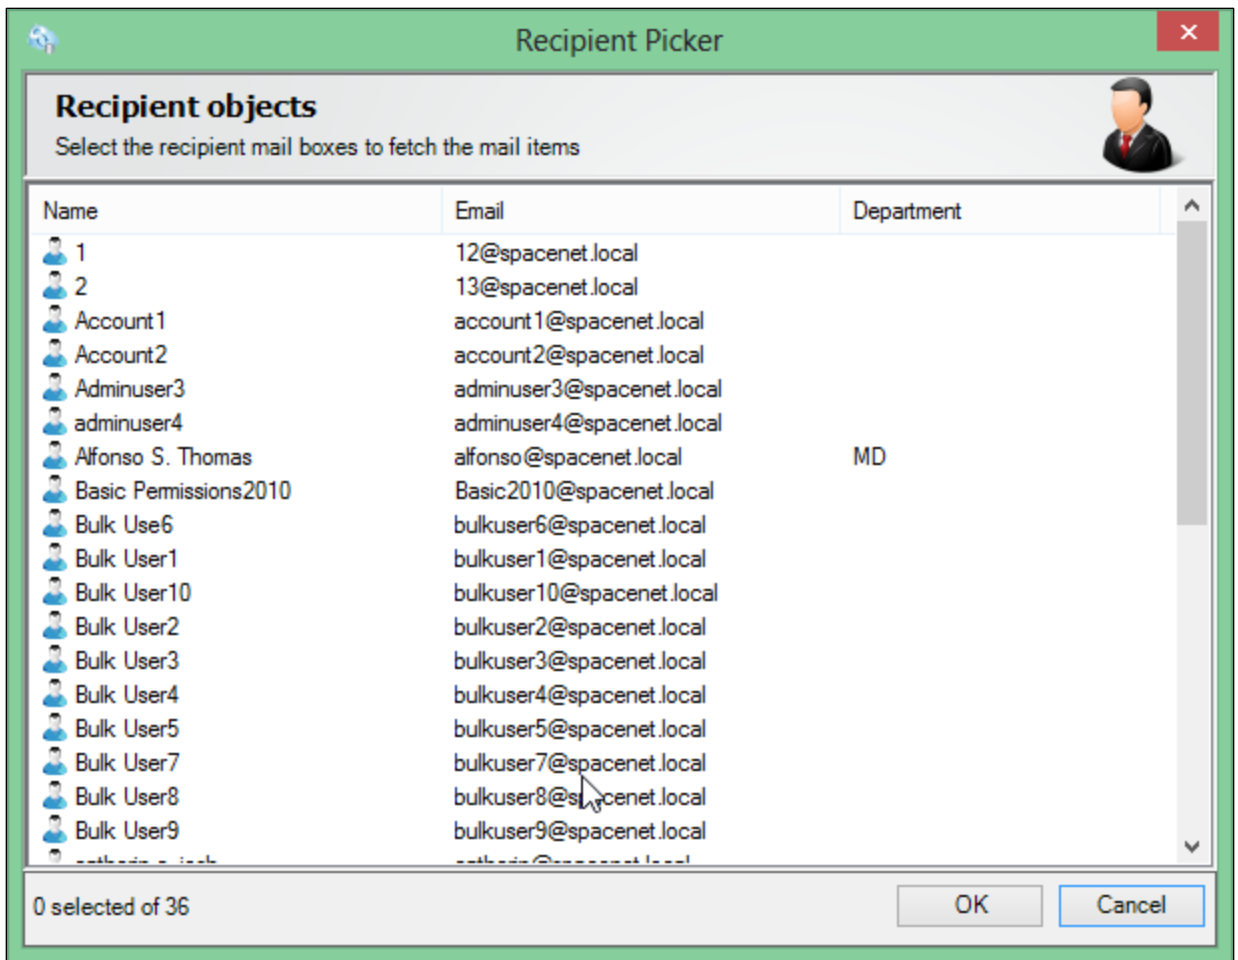 Recipient Picker
Recipient objects
Select the recipient mail boxes to fetch the mail items
Name Email Department
1 12@spacenet.local
2 13@spacenet.local
Account1 account1@spacenet.local
Account2 account2@spacenet.local
Adminuser3 adminuser3@spacenet.local
adminuser4 adminuser4@spacenet.local
Alfonso S. Thomas alfonso@spacenet.local MD
Basic Permissions2010 Basic2010@spacenet.local
Bulk Use6 bulkuser6@spacenet.local
Bulk User1 bulkuser1@spacenet.local
Bulk User10 bulkuser10@spacenet.local
Bulk User2 bulkuser2@spacenet.local
Bulk User3 bulkuser3@spacenet.local
Bulk User4 bulkuser4@spacenet.local
Bulk User5 bulkuser5@spacenet.local
Bulk User7 bulkuser7@spacenet.local
Bulk User8 bulkuser8@spacenet.local
Bulk User9 bulkuser9@spacenet.local
0 selected of 36 OK Cancel